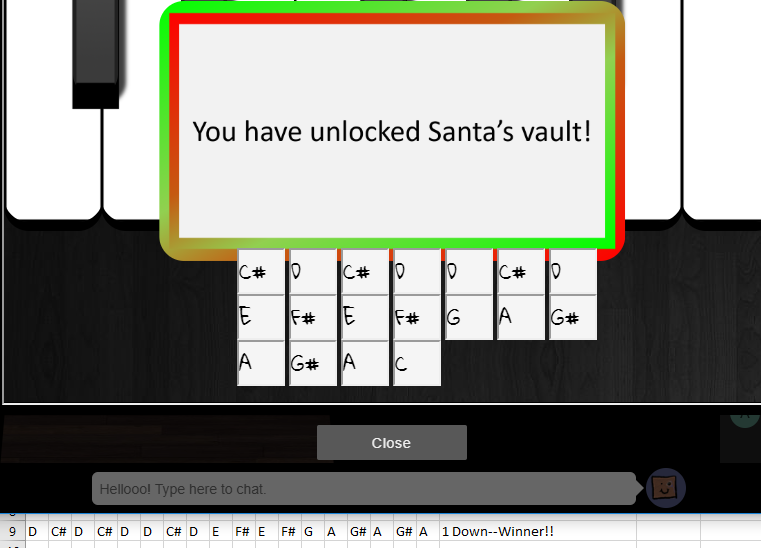 You have unlocked Santa's vault!
C# D C# D D C# D
E F# E F# G A G#
A G# A C
Close
Hellooo! Type here to chat.
9 D C# D C# D D C# D E F# E F# G A G# A G# A 1 Down--Winner!!